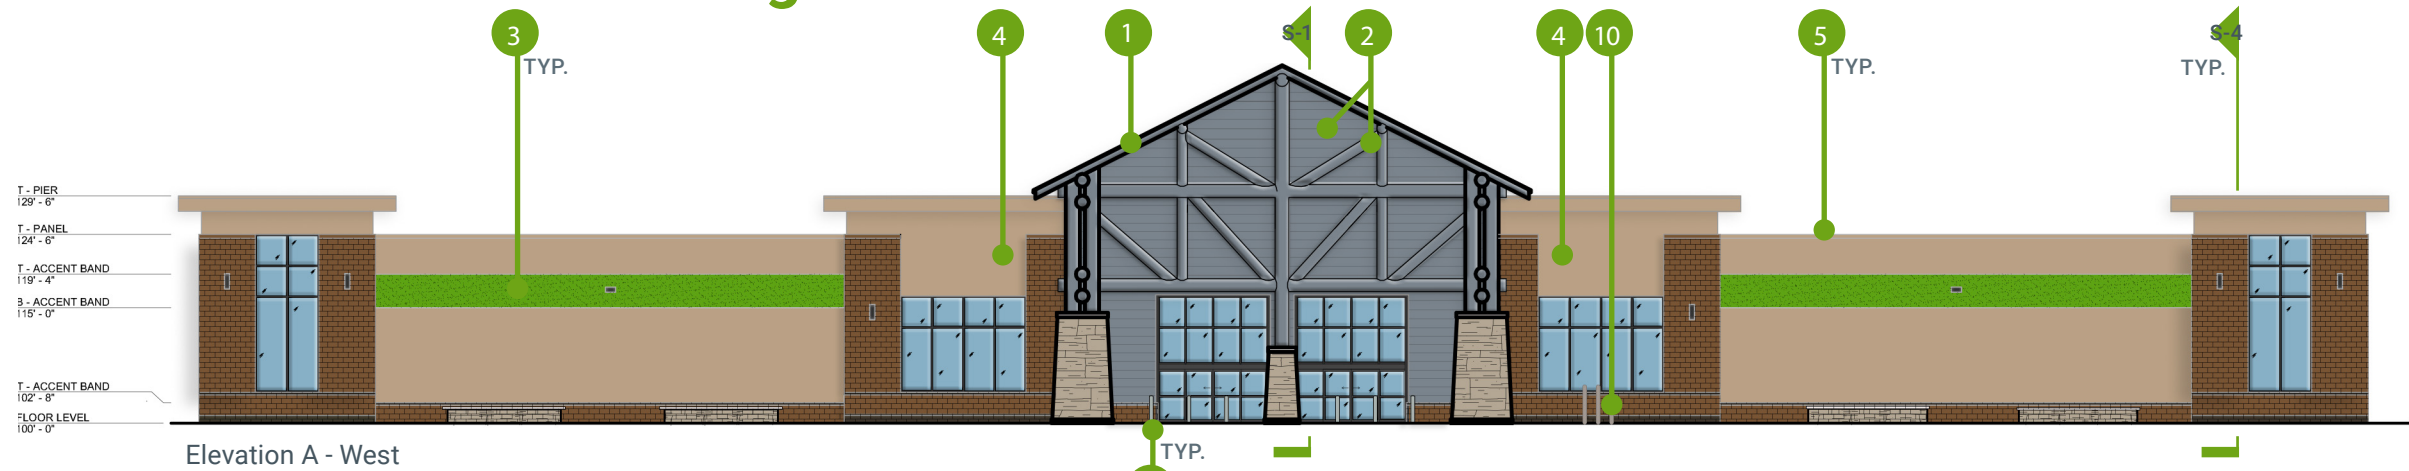 3
4
1
S-1
2
4
10
5
S-4
TYP.
TYP.
TYP.
T - PIER
129' - 6"
T - PANEL
124' - 6"
T - ACCENT BAND
119' - 4"
B - ACCENT BAND
115' - 0"
T - ACCENT BAND
102' - 8"
FLOOR LEVEL
100' - 0"
Elevation A - West
TYP.